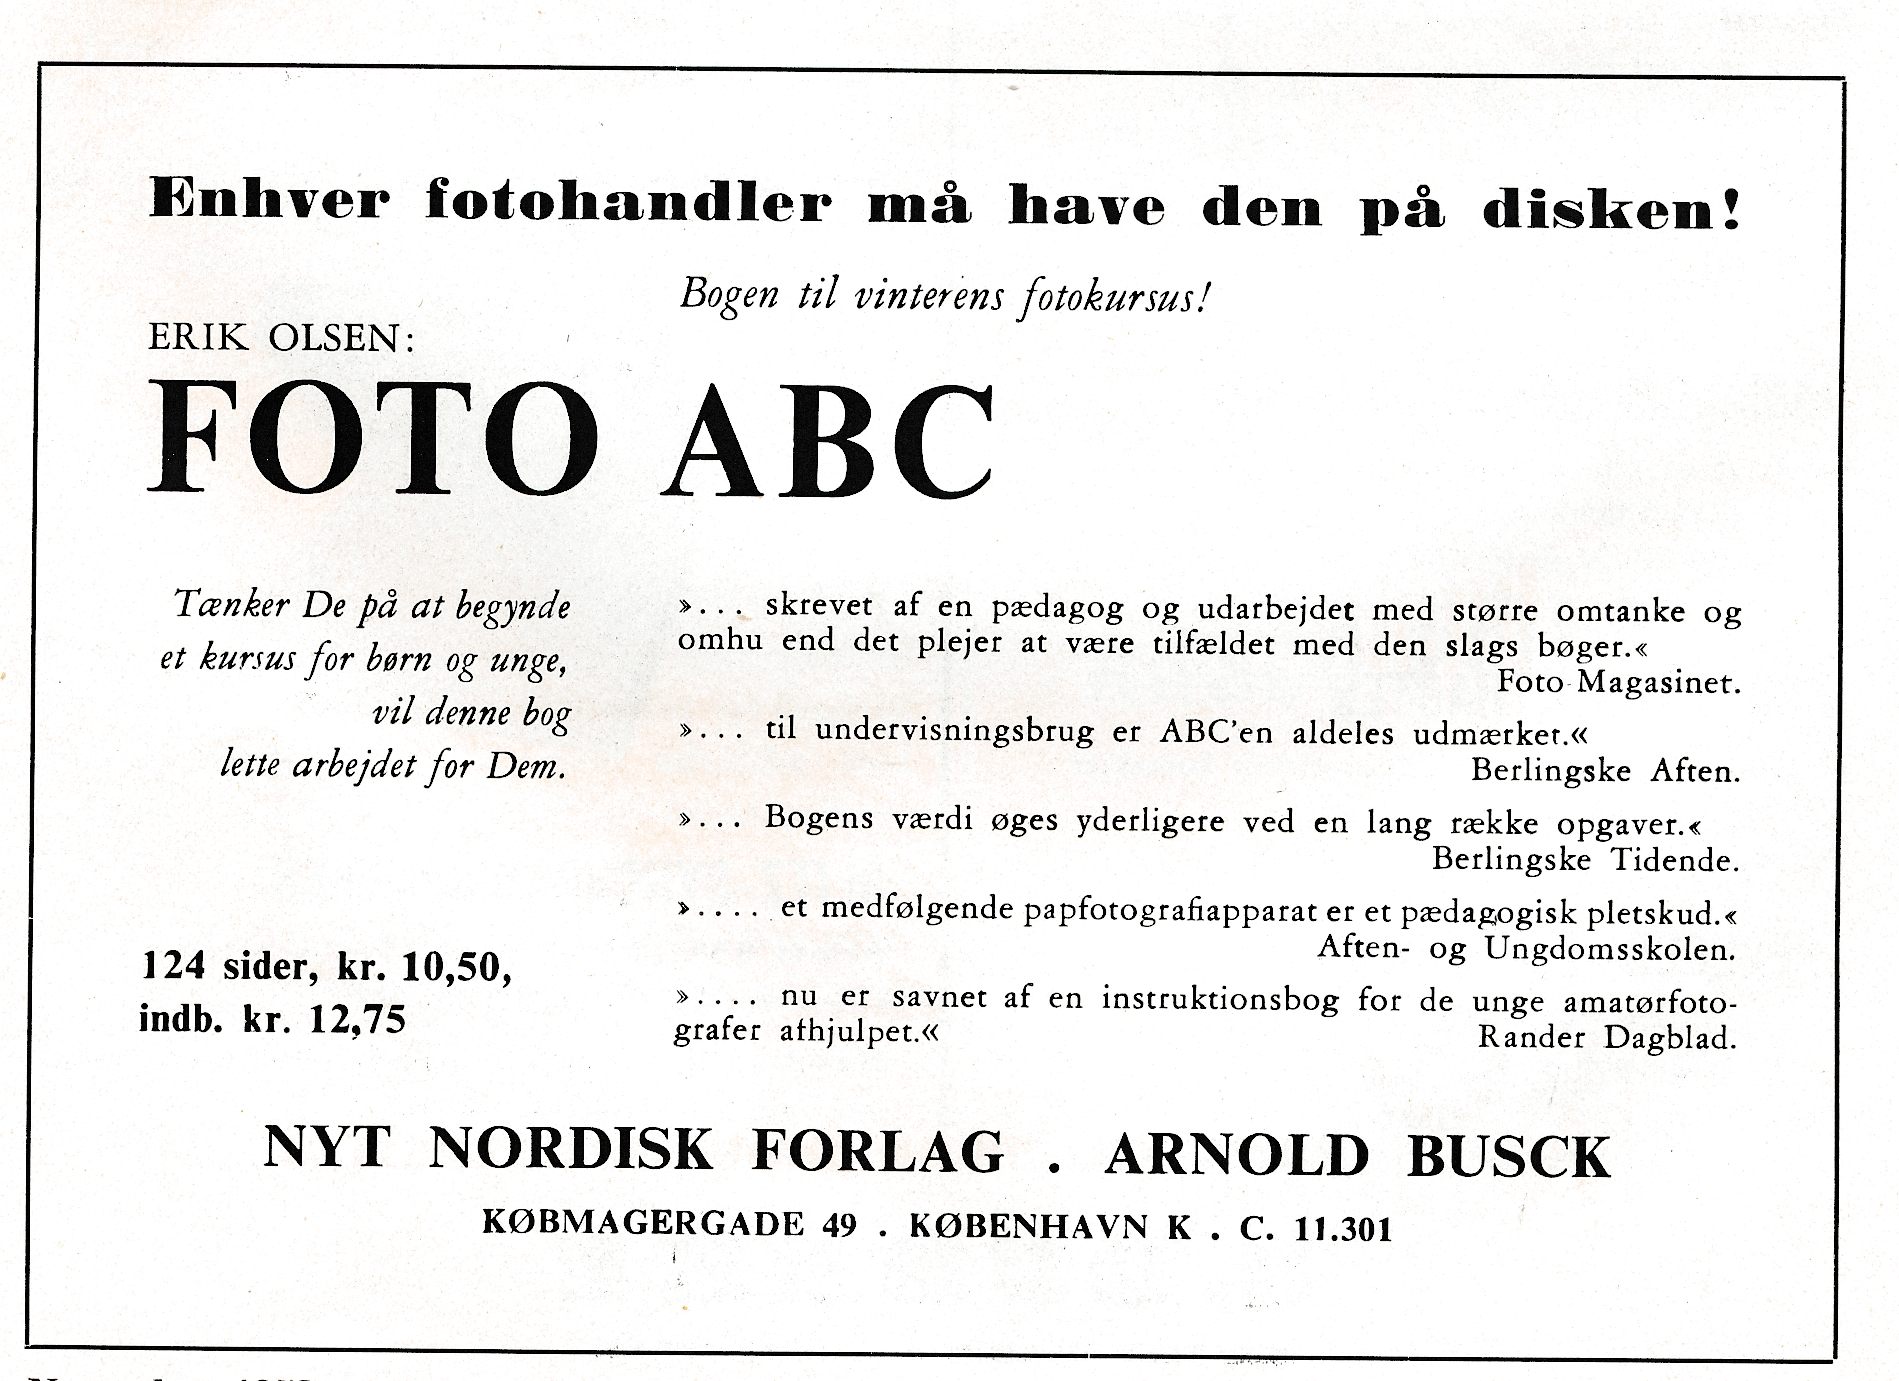 Enhver fotohandler må have den på disken!
Bogen til vinterens fotokursus!
ERIK OLSEN:
FOTO ABC
Tænker De på at begynde
et kursus for børn og unge,
vil denne bog
lette arbejdet for Dem.
124 sider, kr. 10,50,
indb. kr. 12,75
»... skrevet af en pædagog og udarbejdet med større omtanke og
omhu end det plejer at være tilfældet med den slags bøger.«
Foto-Magasinet.
»... til undervisningsbrug er ABC'en aldeles udmærket.«
Berlingske Aften.
»... Bogens værdi øges yderligere ved en lang række opgaver.«
Berlingske Tidende.
».... et medfølgende papfotografiapparat er et pædagogisk pletskud.«
Aften- og Ungdomsskolen.
».... nu er savnet af en instruktionsbog for de unge amatørfoto-
grafer afhjulpet.« Rander Dagblad.
NYT NORDISK FORLAG . ARNOLD BUSCK
KØBMAGERGADE 49 . KØBENHAVN K . C. 11.301